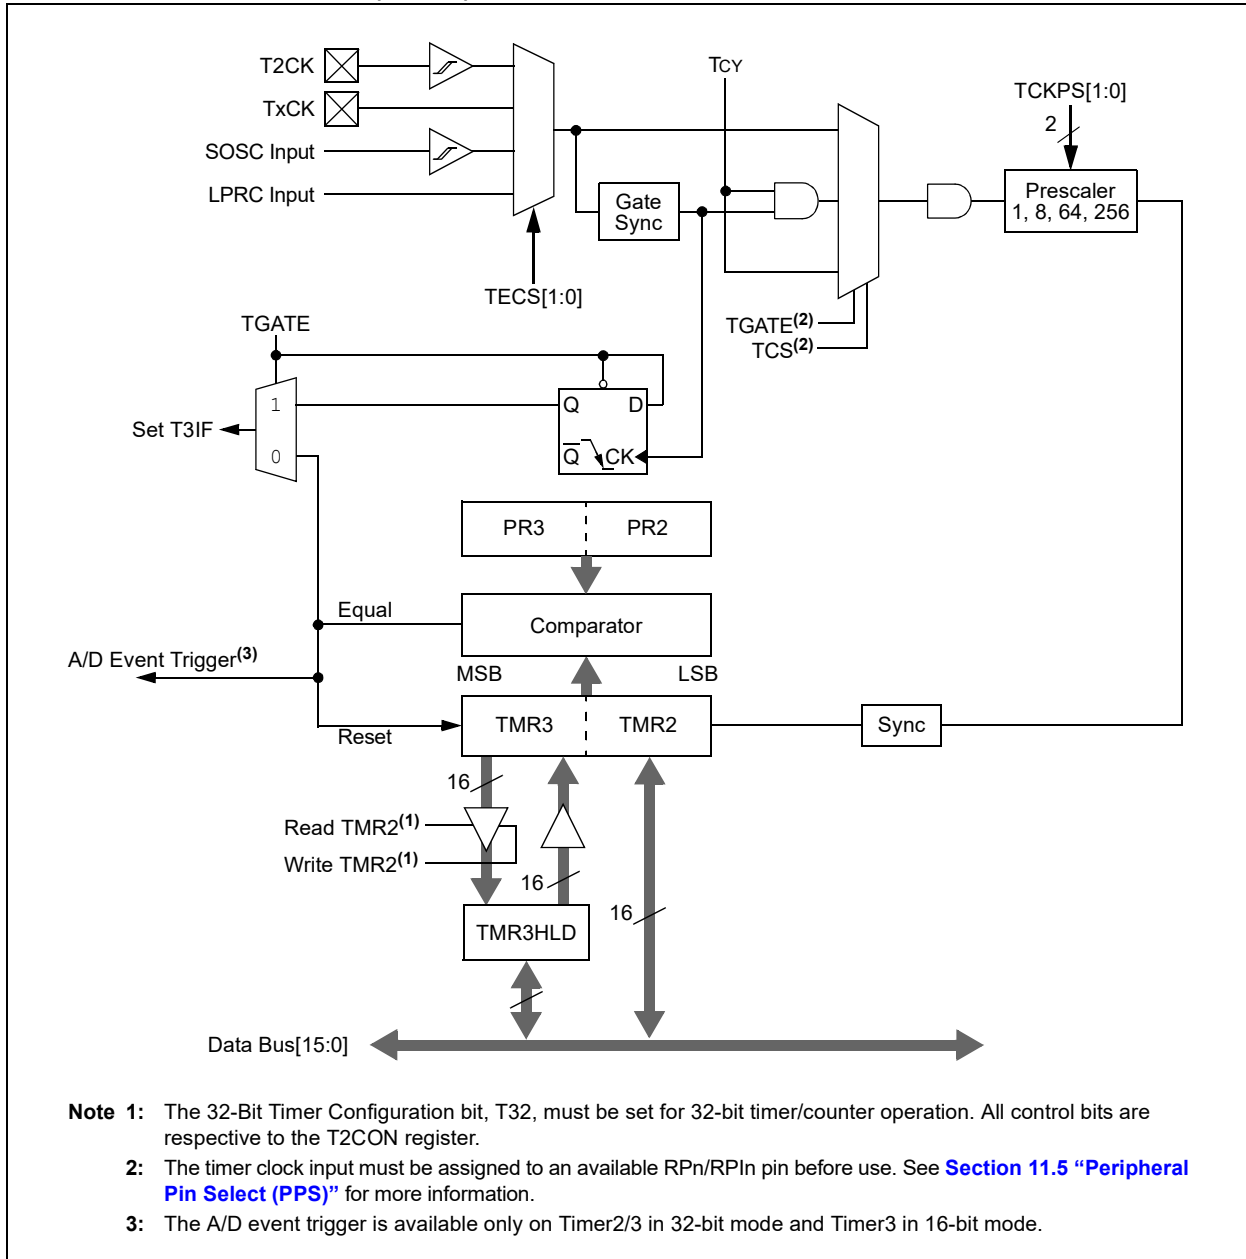 T2CK
TCY
TxCK
TCKPS[1:0]
2
SOSC Input
LPRC Input
Gate
Sync
Prescaler
1, 8, 64, 256
TECS[1:0]
TGATE
TGATE(2)
TCS(2)
1
Q D
Set T3IF
0
Q CK
PR3 PR2
Equal
Comparator
A/D Event Trigger(3)
MSB LSB
TMR3 TMR2
Sync
Reset
16
Read TMR2(1)
Write TMR2(1)
16
16
TMR3HLD
Data Bus[15:0]
Note 1: The 32-Bit Timer Configuration bit, T32, must be set for 32-bit timer/counter operation. All control bits are
respective to the T2CON register.
2: The timer clock input must be assigned to an available RPn/RPIn pin before use. See Section 11.5 “Peripheral
Pin Select (PPS)” for more information.
3: The A/D event trigger is available only on Timer2/3 in 32-bit mode and Timer3 in 16-bit mode.